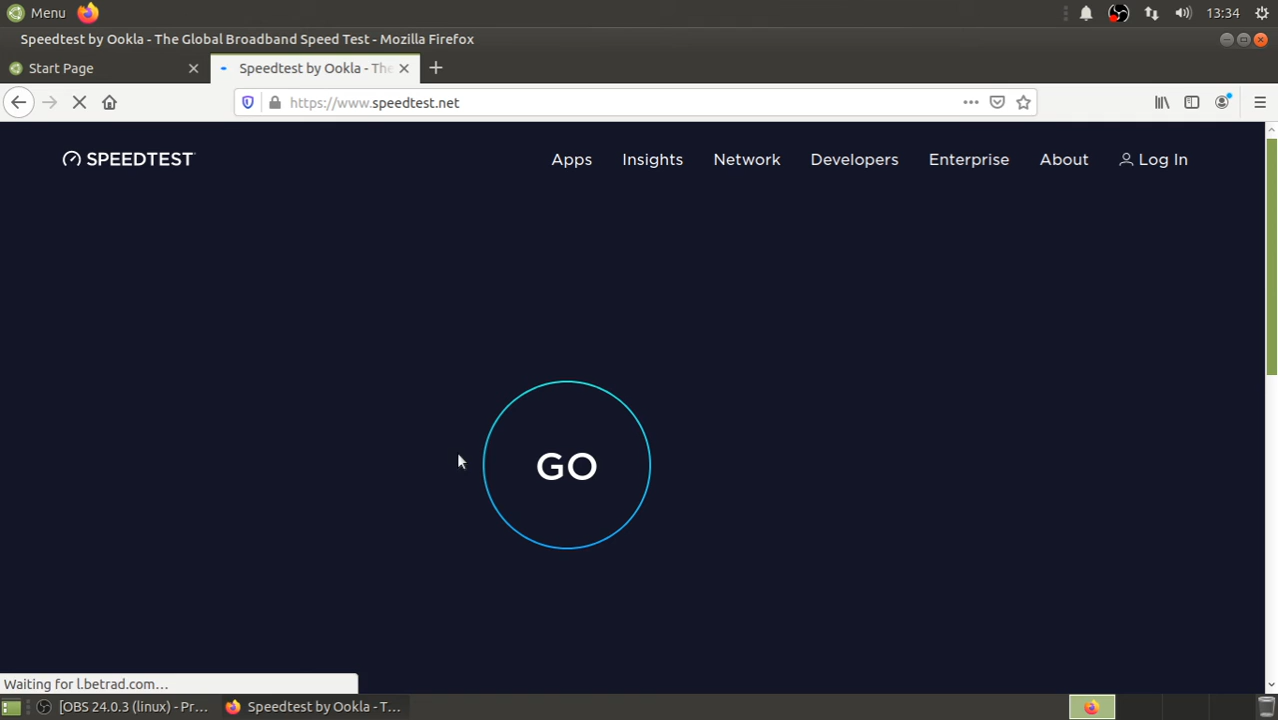 Menu
13:34
Speedtest by Ookla - The Global Broadband Speed Test - Mozilla Firefox
Start Page
Speedtest by Ookla - The
https://www.speedtest.net
SPEEDTEST
Apps
Insights
Network
Developers
Enterprise
About
Log In
GO
Waiting for l.betrad.com…
[OBS 24.0.3 (linux) - Pr...
Speedtest by Ookla - T...